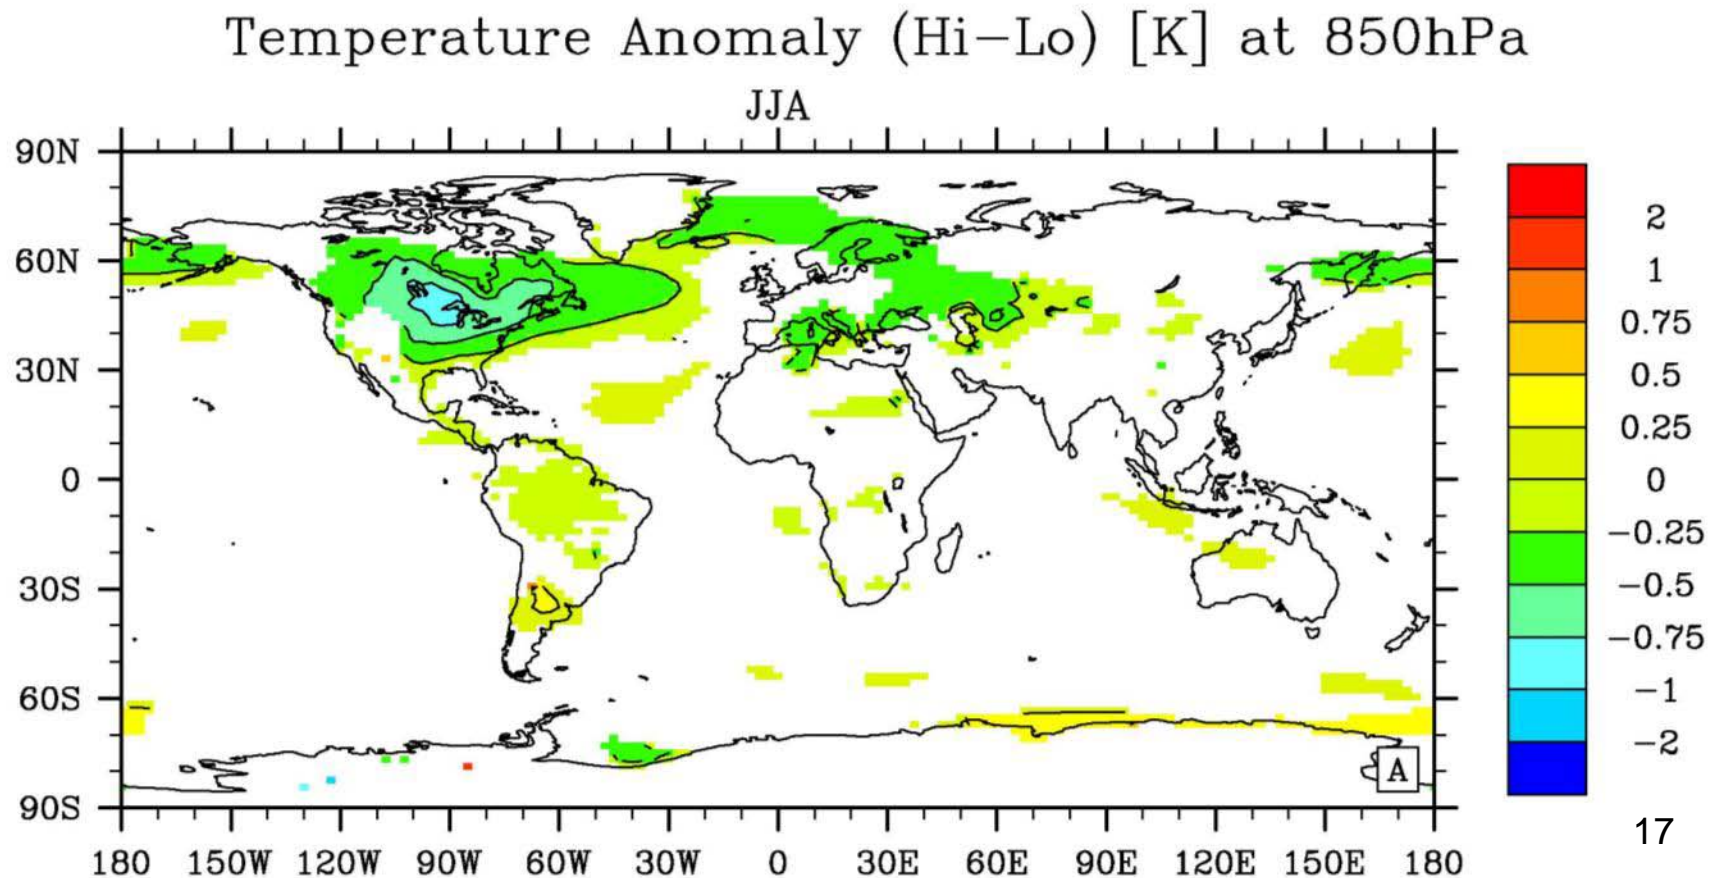 Temperature Anomaly (Hi−Lo) [K] at 850hPa
JJA
90N
60N
30N
0
30S
60S
90S
180 150W 120W 90W 60W 30W 0 30E 60E 90E 120E 150E 180
A
2
1
0.75
0.5
0.25
0
−0.25
−0.5
−0.75
−1
−2
17